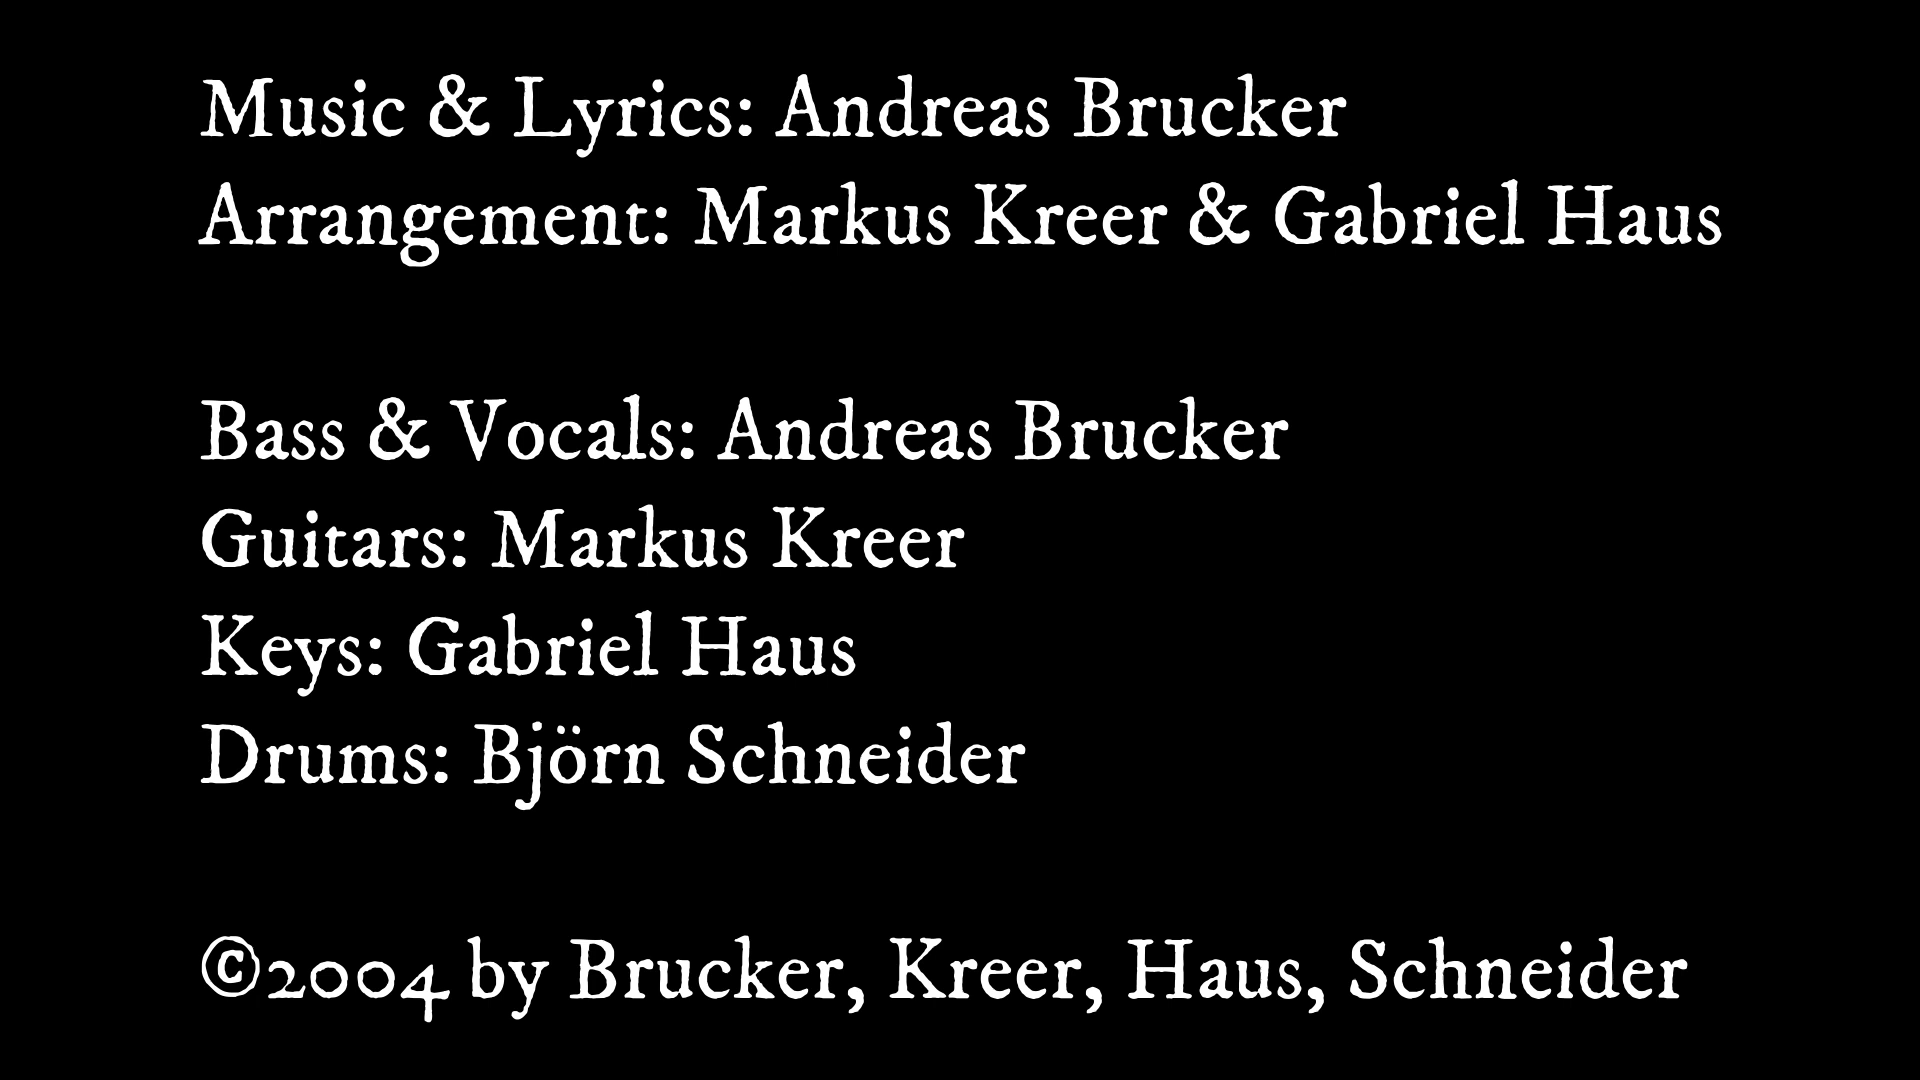 Music & Lyrics: Andreas Brucker
Arrangement: Markus Kreer & Gabriel Haus
Bass & Vocals: Andreas Brucker
Guitars: Markus Kreer
Keys: Gabriel Haus
Drums: Björn Schneider
©2004 by Brucker, Kreer, Haus, Schneider